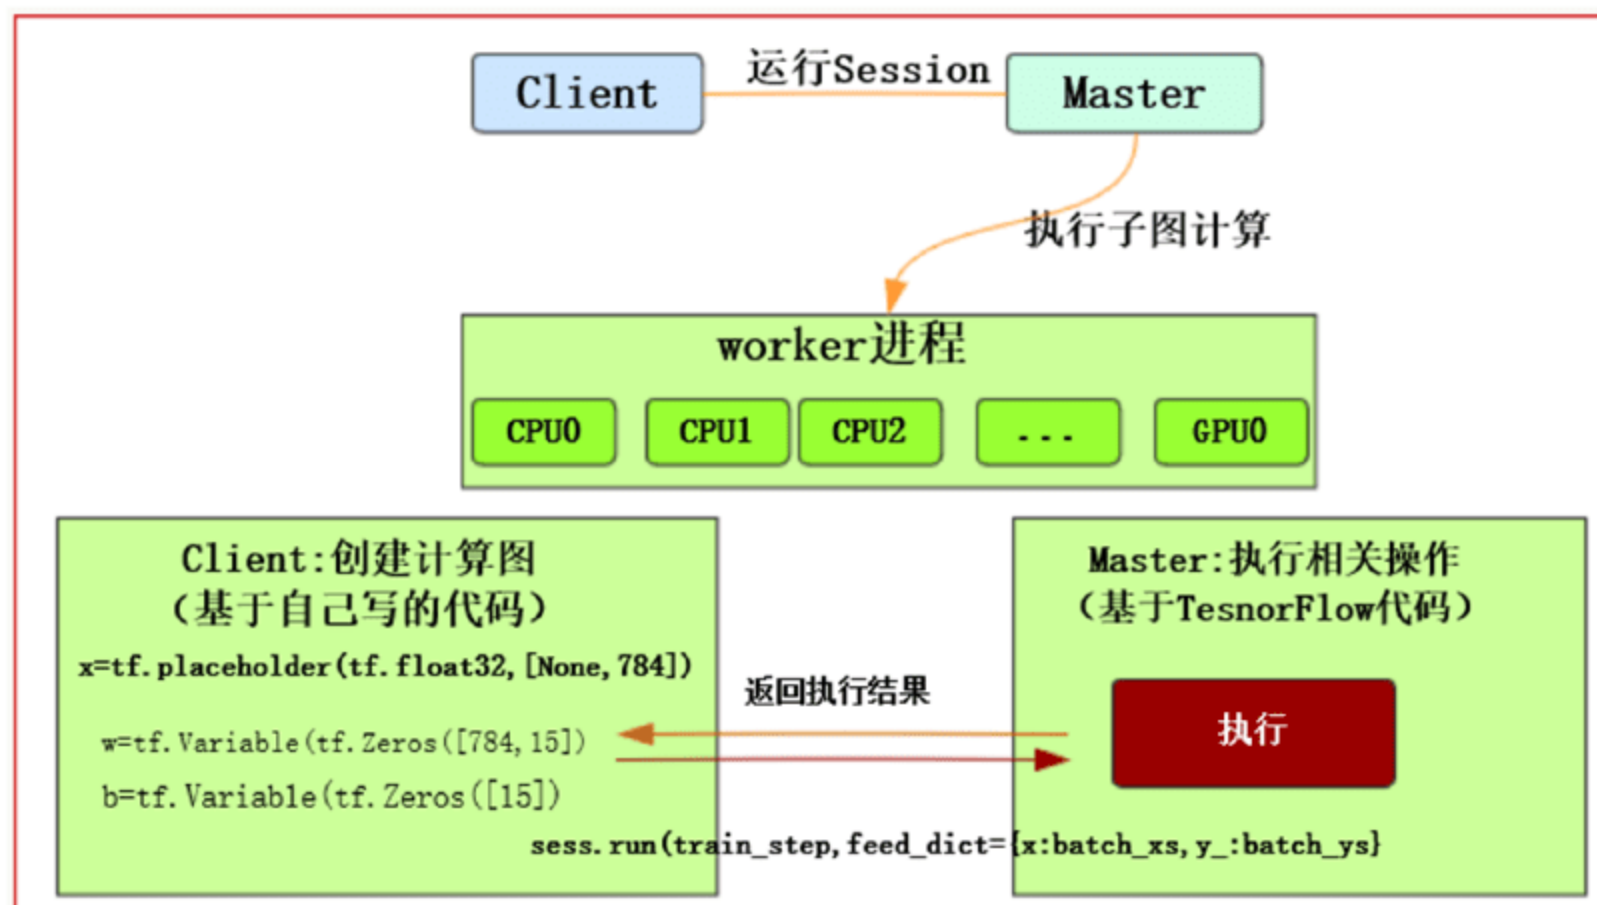 Client
运行Session
Master
执行子图计算
worker进程
CPU0
CPU1
CPU2
...
GPU0
Client:创建计算图
（基于自己写的代码）
x=tf.placeholder(tf.float32,[None,784])
w=tf.Variable(tf.Zeros([784,15])
b=tf.Variable(tf.Zeros([15])
返回执行结果
Master:执行相关操作
（基于TesnorFlow代码）
执行
sess.run(train_step,feed_dict={x:batch_xs,y_:batch_ys}